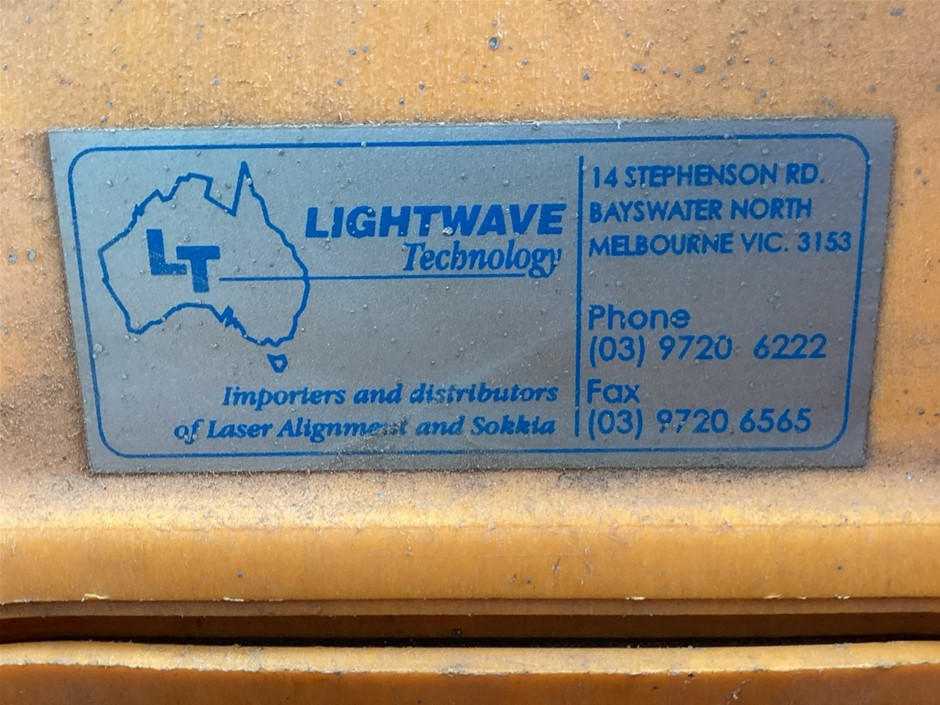 LT
LIGHTWAVE
Technology
Importers and distributors
of Laser Alignment and Sokkia
14 STEPHENSON RD.
BAYSWATER NORTH
MELBOURNE VIC. 3153
Phone
(03) 9720 6222
Fax
(03) 9720 6565